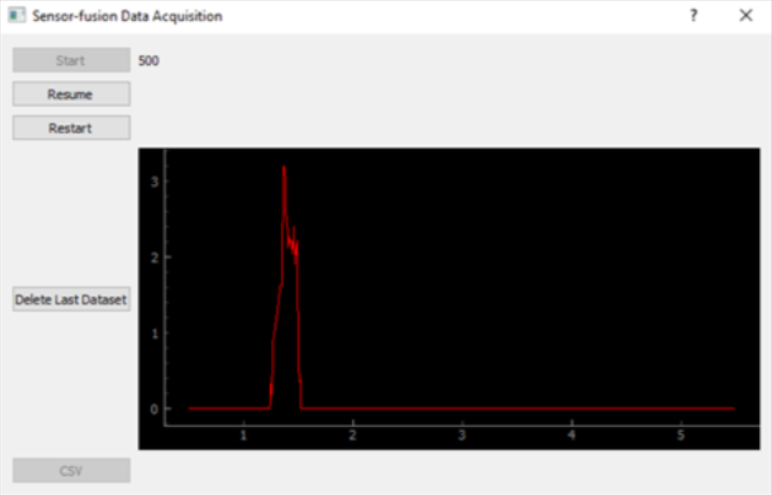 Sensor-fusion Data Acquisition
?
Start 500
Resume
Restart
3
2
Delete Last Dataset
1
0
1 2 3 4 5
CSV